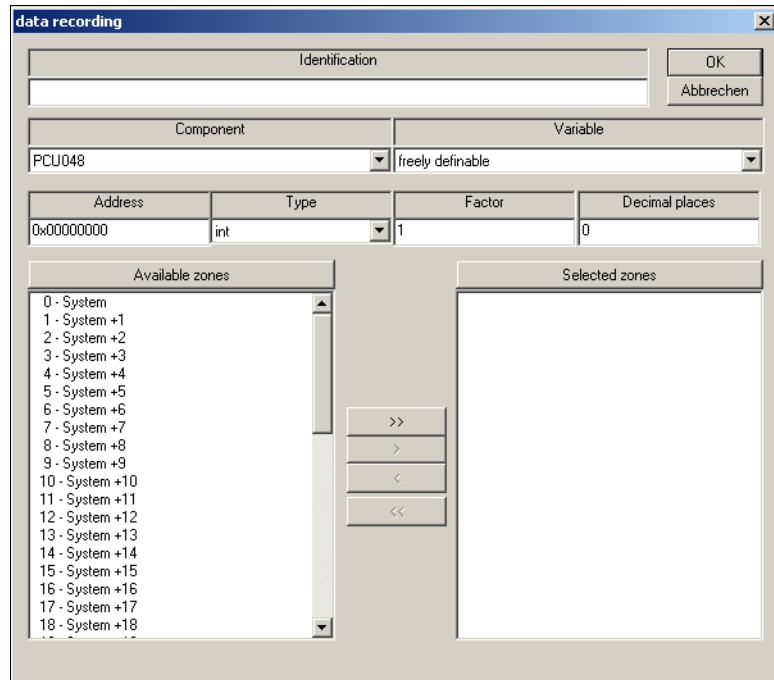 data recording
Identification
OK
Abbrechen
Component Variable
PCU048 freely definable
Address Type Factor Decimal places
0x00000000 int 1 0
Available zones Selected zones
0 - System
1 - System +1
2 - System +2
3 - System +3
4 - System +4
5 - System +5
6 - System +6
7 - System +7
8 - System +8
9 - System +9
10 - System +10
11 - System +11
12 - System +12
13 - System +13
14 - System +14
15 - System +15
16 - System +16
17 - System +17
18 - System +18
>>
>
<
<<